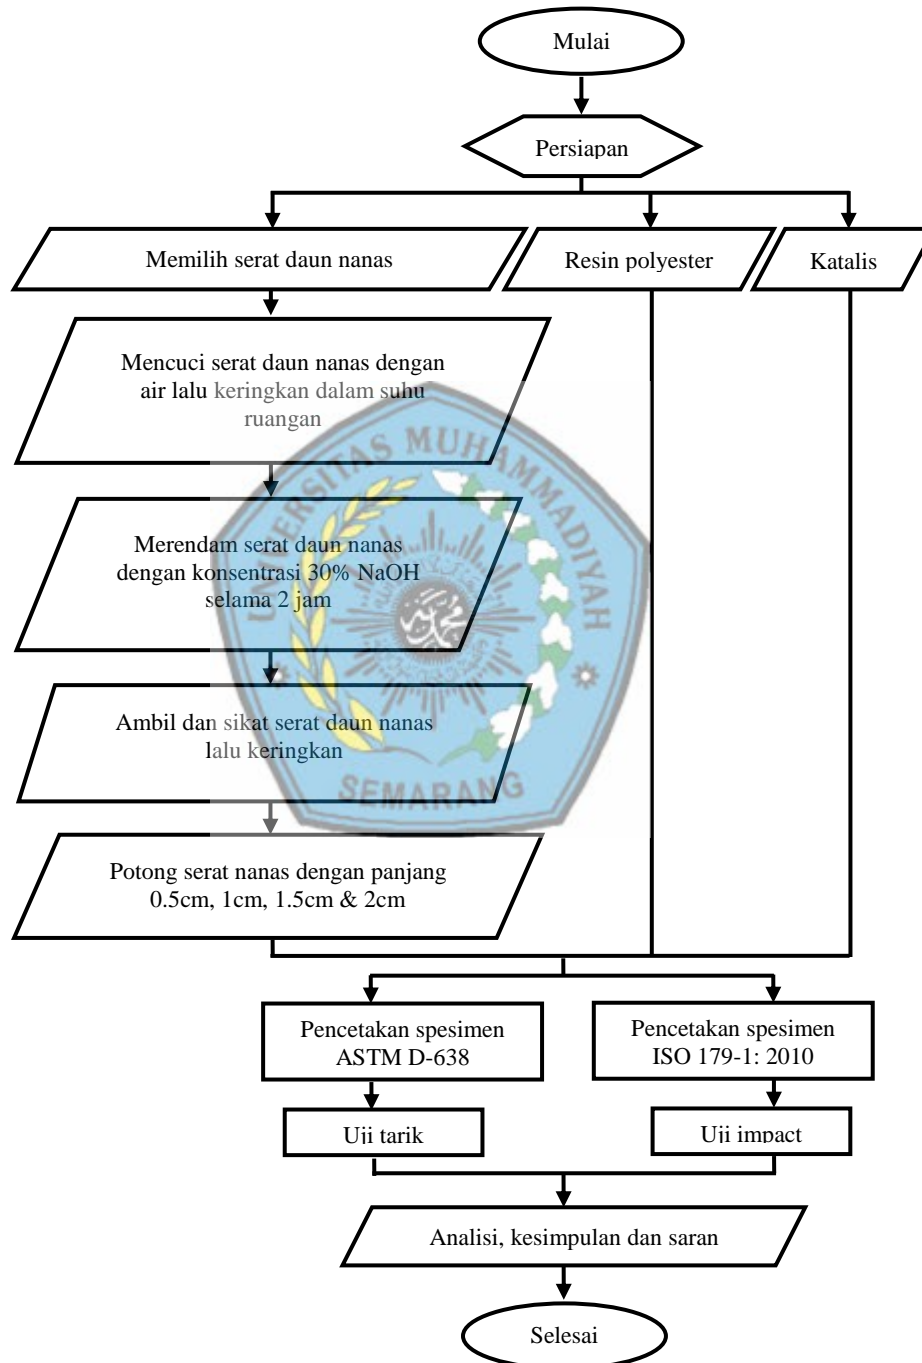 Mulai
Persiapan
Memilih serat daun nanas
Resin polyester
Katalis
Mencuci serat daun nanas dengan
air lalu keringkan dalam suhu
ruangan
Merendam serat daun nanas
dengan konsentrasi 30% NaOH
selama 2 jam
Ambil dan sikat serat daun nanas
lalu keringkan
Potong serat nanas dengan panjang
0.5cm, 1cm, 1.5cm & 2cm
UNIVERSITAS MUHAMMADIYAH
SEMARANG
Pencetakan spesimen
ASTM D-638
Pencetakan spesimen
ISO 179-1: 2010
Uji tarik
Uji impact
Analisi, kesimpulan dan saran
Selesai